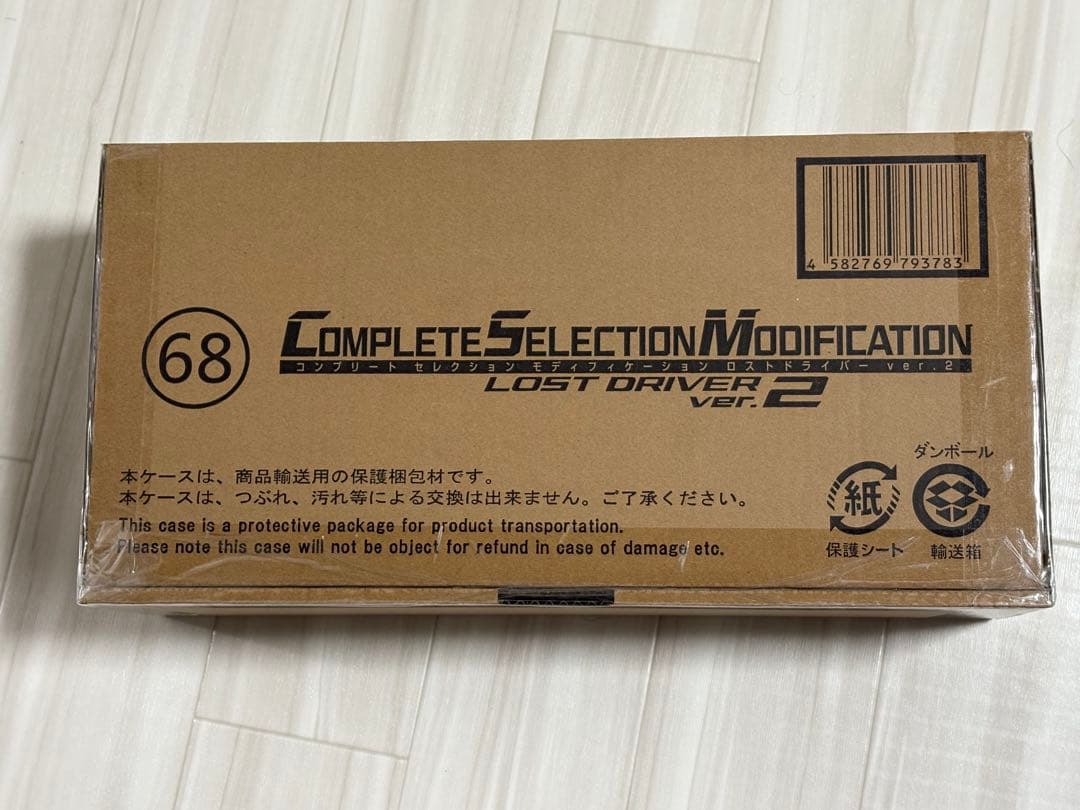 4 582769 793783
68
COMPLETE SELECTION MODIFICATION
コンプリート セレクション モディフィケーション ロストドライバー ver.2
LOST DRIVER
ver.2
本ケースは、商品輸送用の保護梱包材です。
本ケースは、つぶれ、汚れ等による交換は出来ません。ご了承ください。
This case is a protective package for product transportation.
Please note this case will not be object for refund in case of damage etc.
ダンボール
紙
保護シート
輸送箱